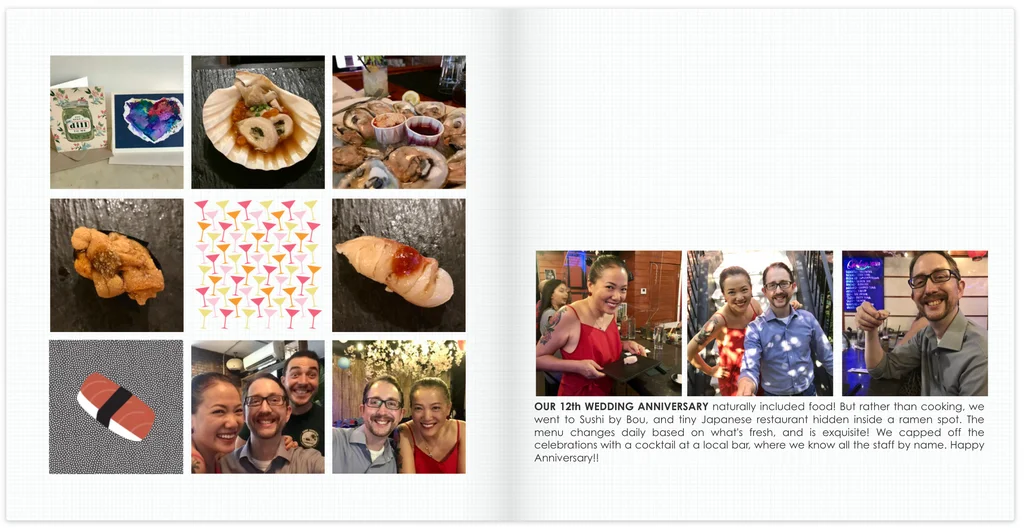 dill
OUR 12th WEDDING ANNIVERSARY naturally included food! But rather than cooking, we
went to Sushi by Bou, and tiny Japanese restaurant hidden inside a ramen spot. The
menu changes daily based on what's fresh, and is exquisite! We capped off the
celebrations with a cocktail at a local bar, where we know all the staff by name. Happy
Anniversary!!